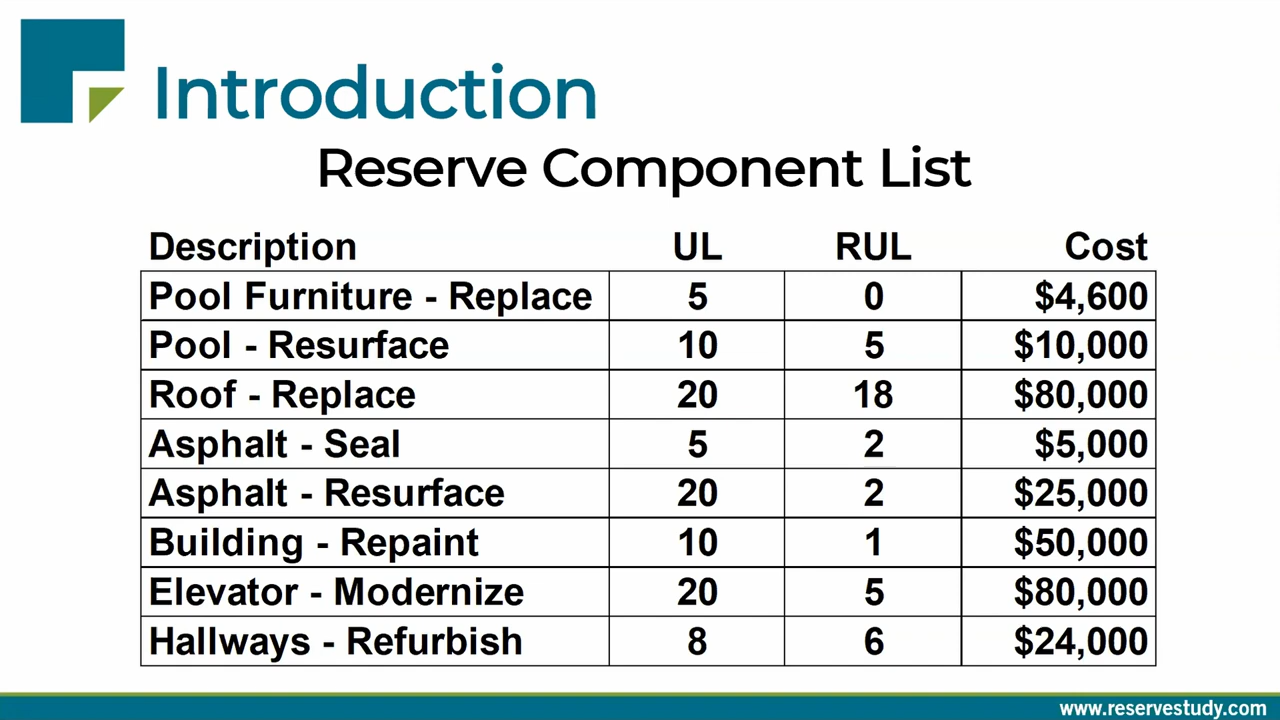 Introduction
Reserve Component List
Description UL RUL Cost
Pool Furniture - Replace 5 0 $4,600
Pool - Resurface 10 5 $10,000
Roof - Replace 20 18 $80,000
Asphalt - Seal 5 2 $5,000
Asphalt - Resurface 20 2 $25,000
Building - Repaint 10 1 $50,000
Elevator - Modernize 20 5 $80,000
Hallways - Refurbish 8 6 $24,000
www.reservestudy.com